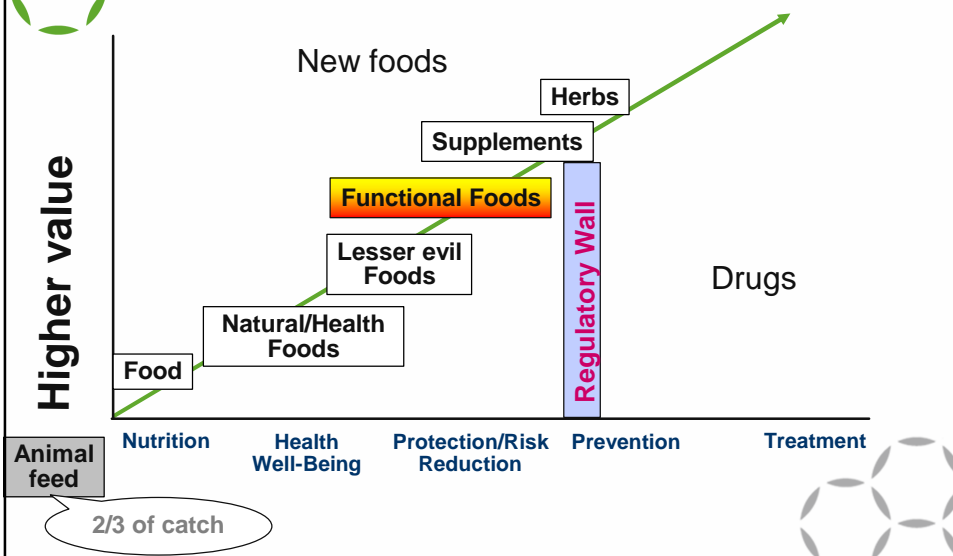 New foods
Herbs
Supplements
Functional Foods
Lesser evil
Foods
Natural/Health
Foods
Food
Higher value
Regulatory Wall
Drugs
Nutrition
Health
Well-Being
Protection/Risk
Reduction
Prevention
Treatment
Animal
feed
2/3 of catch